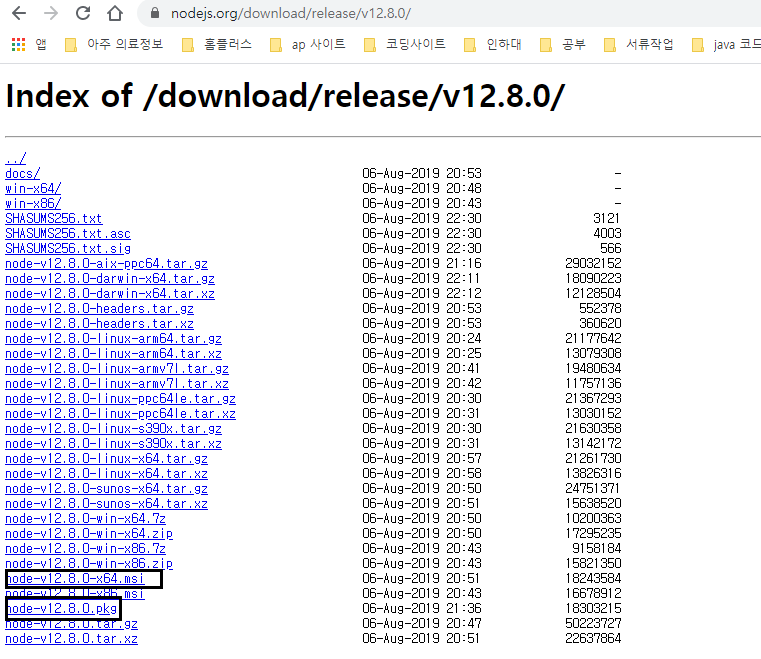 nodejs.org/download/release/v12.8.0/
앱 아주 의료정보 홈플러스 ap 사이트 코딩사이트 인하대 공부 서류작업 java 코드
Index of /download/release/v12.8.0/
../
docs/ 06-Aug-2019 20:53 -
win-x64/ 06-Aug-2019 20:48 -
win-x86/ 06-Aug-2019 20:43 -
SHASUMS256.txt 06-Aug-2019 22:30 3121
SHASUMS256.txt.asc 06-Aug-2019 22:30 4003
SHASUMS256.txt.sig 06-Aug-2019 22:30 566
node-v12.8.0-aix-ppc64.tar.gz 06-Aug-2019 21:16 29032152
node-v12.8.0-darwin-x64.tar.gz 06-Aug-2019 22:11 18090223
node-v12.8.0-darwin-x64.tar.xz 06-Aug-2019 22:12 12128504
node-v12.8.0-headers.tar.gz 06-Aug-2019 20:53 552378
node-v12.8.0-headers.tar.xz 06-Aug-2019 20:53 360620
node-v12.8.0-linux-arm64.tar.gz 06-Aug-2019 20:24 21177642
node-v12.8.0-linux-arm64.tar.xz 06-Aug-2019 20:25 13079308
node-v12.8.0-linux-armv7l.tar.gz 06-Aug-2019 20:41 19480634
node-v12.8.0-linux-armv7l.tar.xz 06-Aug-2019 20:42 11757136
node-v12.8.0-linux-ppc64le.tar.gz 06-Aug-2019 20:30 21367293
node-v12.8.0-linux-ppc64le.tar.xz 06-Aug-2019 20:31 13030152
node-v12.8.0-linux-s390x.tar.gz 06-Aug-2019 20:30 21630358
node-v12.8.0-linux-s390x.tar.xz 06-Aug-2019 20:31 13142172
node-v12.8.0-linux-x64.tar.gz 06-Aug-2019 20:57 21261730
node-v12.8.0-linux-x64.tar.xz 06-Aug-2019 20:58 13826316
node-v12.8.0-sunos-x64.tar.gz 06-Aug-2019 20:50 24751371
node-v12.8.0-sunos-x64.tar.xz 06-Aug-2019 20:51 15638520
node-v12.8.0-win-x64.7z 06-Aug-2019 20:50 10200363
node-v12.8.0-win-x64.zip 06-Aug-2019 20:50 17295235
node-v12.8.0-win-x86.7z 06-Aug-2019 20:43 9158184
node-v12.8.0-win-x86.zip 06-Aug-2019 20:43 15821350
node-v12.8.0-x64.msi 06-Aug-2019 20:51 18243584
node-v12.8.0-x86.msi 06-Aug-2019 20:43 16678912
node-v12.8.0.pkg 06-Aug-2019 21:36 18303215
node-v12.8.0.tar.gz 06-Aug-2019 20:47 50223727
node-v12.8.0.tar.xz 06-Aug-2019 20:51 22637864